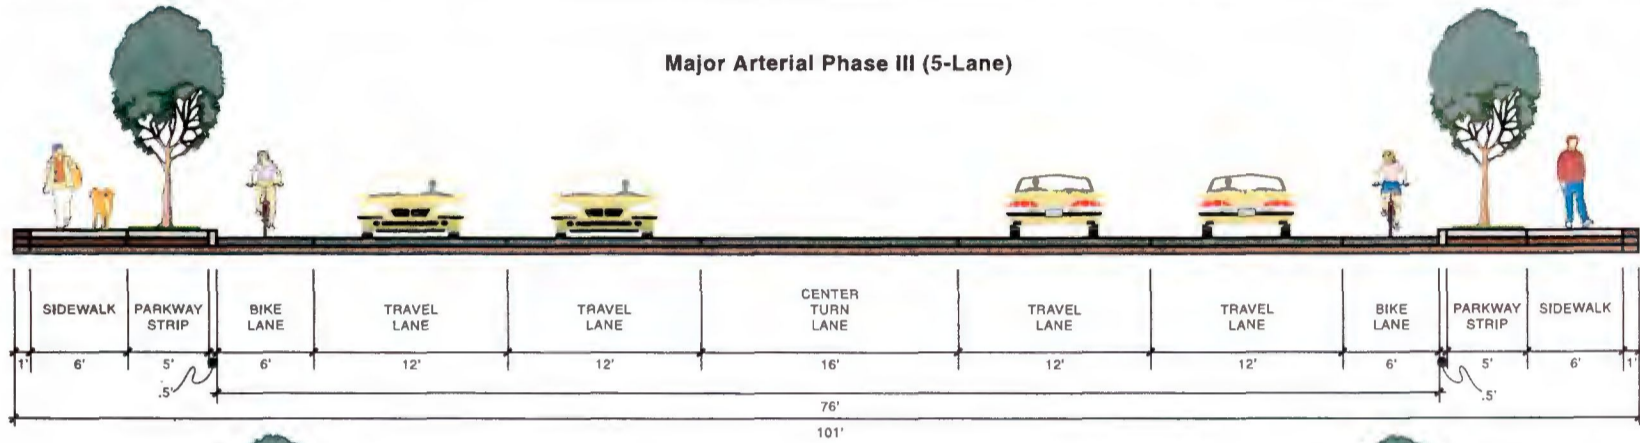 Major Arterial Phase III (5-Lane)
SIDEWALK
PARKWAY
STRIP
BIKE
LANE
TRAVEL
LANE
TRAVEL
LANE
CENTER
TURN
LANE
TRAVEL
LANE
TRAVEL
LANE
BIKE
LANE
PARKWAY
STRIP
SIDEWALK
1' 6' 5' 6' 12' 12' 16' 12' 12' 6' 5' 6' 1'
.5' .5'
76'
101'